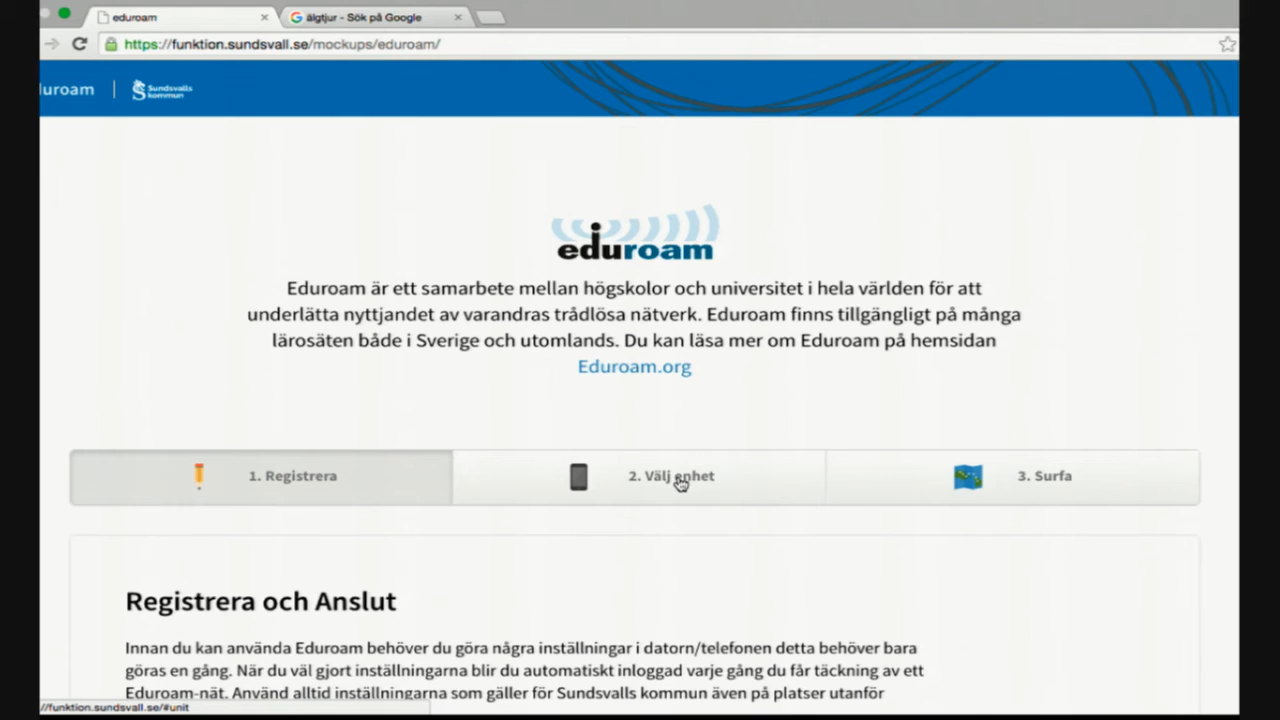 eduroam
älgtjur - Sök på Google
https://funktion.sundsvall.se/mockups/eduroam/
uroam
Sundsvalls
kommun
eduroam
Eduroam är ett samarbete mellan högskolor och universitet i hela världen för att
underlätta nyttjandet av varandras trådlösa nätverk. Eduroam finns tillgängligt på många
lärosäten både i Sverige och utomlands. Du kan läsa mer om Eduroam på hemsidan
Eduroam.org
1. Registrera
2. Välj enhet
3. Surfa
Registrera och Anslut
Innan du kan använda Eduroam behöver du göra några inställningar i datorn/telefonen detta behöver bara
göras en gång. När du väl gjort inställningarna blir du automatiskt inloggad varje gång du får täckning av ett
Eduroam-nät. Använd alltid inställningarna som gäller för Sundsvalls kommun även på platser utanför
//funktion.sundsvall.se/#unit